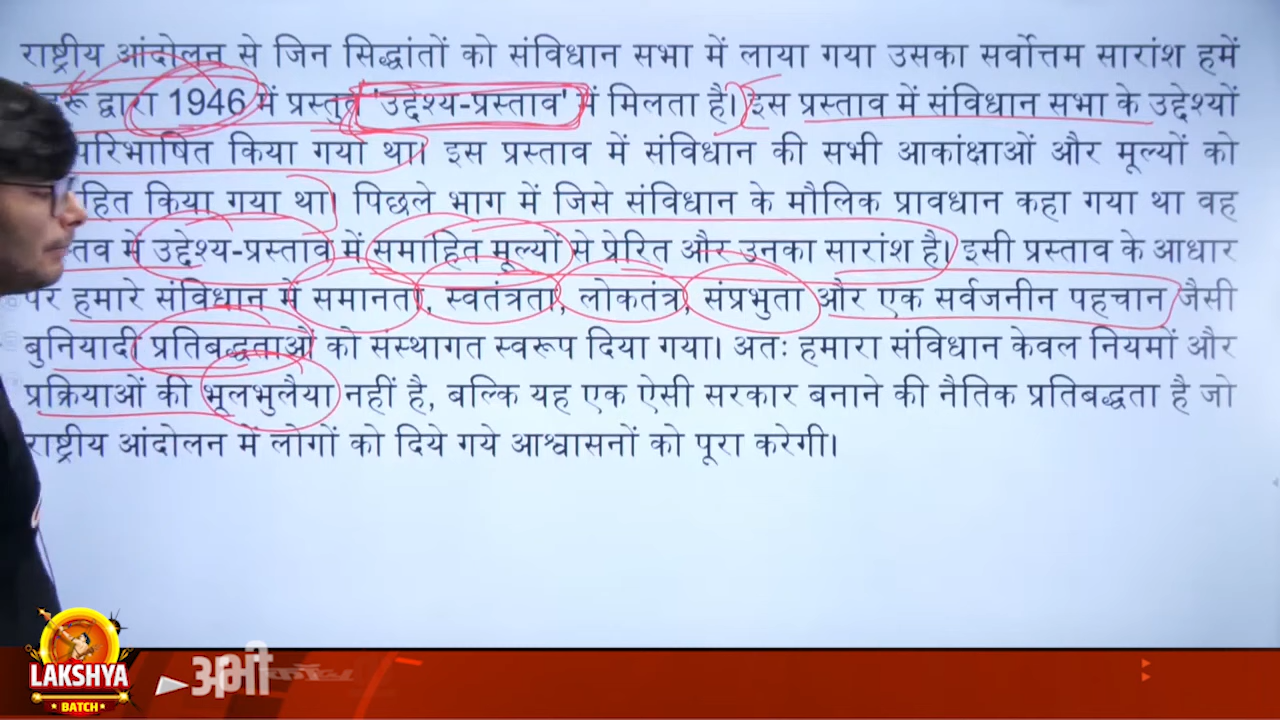 राष्ट्रीय आंदोलन से जिन सिद्धांतों को संविधान सभा में लाया गया उसका सर्वोत्तम सारांश हमें
द्वारा 1946 में प्रस्तुत 'उद्देश्य-प्रस्ताव' में मिलता है। इस प्रस्ताव में संविधान सभा के उद्देश्यों
परिभाषित किया गया था। इस प्रस्ताव में संविधान की सभी आकांक्षाओं और मूल्यों को
किया गया था। पिछले भाग में जिसे संविधान के मौलिक प्रावधान कहा गया था वह
में उद्देश्य-प्रस्ताव में समाहित मूल्यों से प्रेरित और उनका सारांश है। इसी प्रस्ताव के आधार
पर हमारे संविधान में समानता, स्वतंत्रता, लोकतंत्र, संप्रभुता और एक सर्वजनीन पहचान जैसी
बुनियादी प्रतिबद्धताओं को संस्थागत स्वरूप दिया गया। अतः हमारा संविधान केवल नियमों और
प्रक्रियाओं की भूलभुलैया नहीं है, बल्कि यह एक ऐसी सरकार बनाने की नैतिक प्रतिबद्धता है जो
राष्ट्रीय आंदोलन में लोगों को दिये गये आश्वासनों को पूरा करेगी।
LAKSHYA
BATCH
अभी